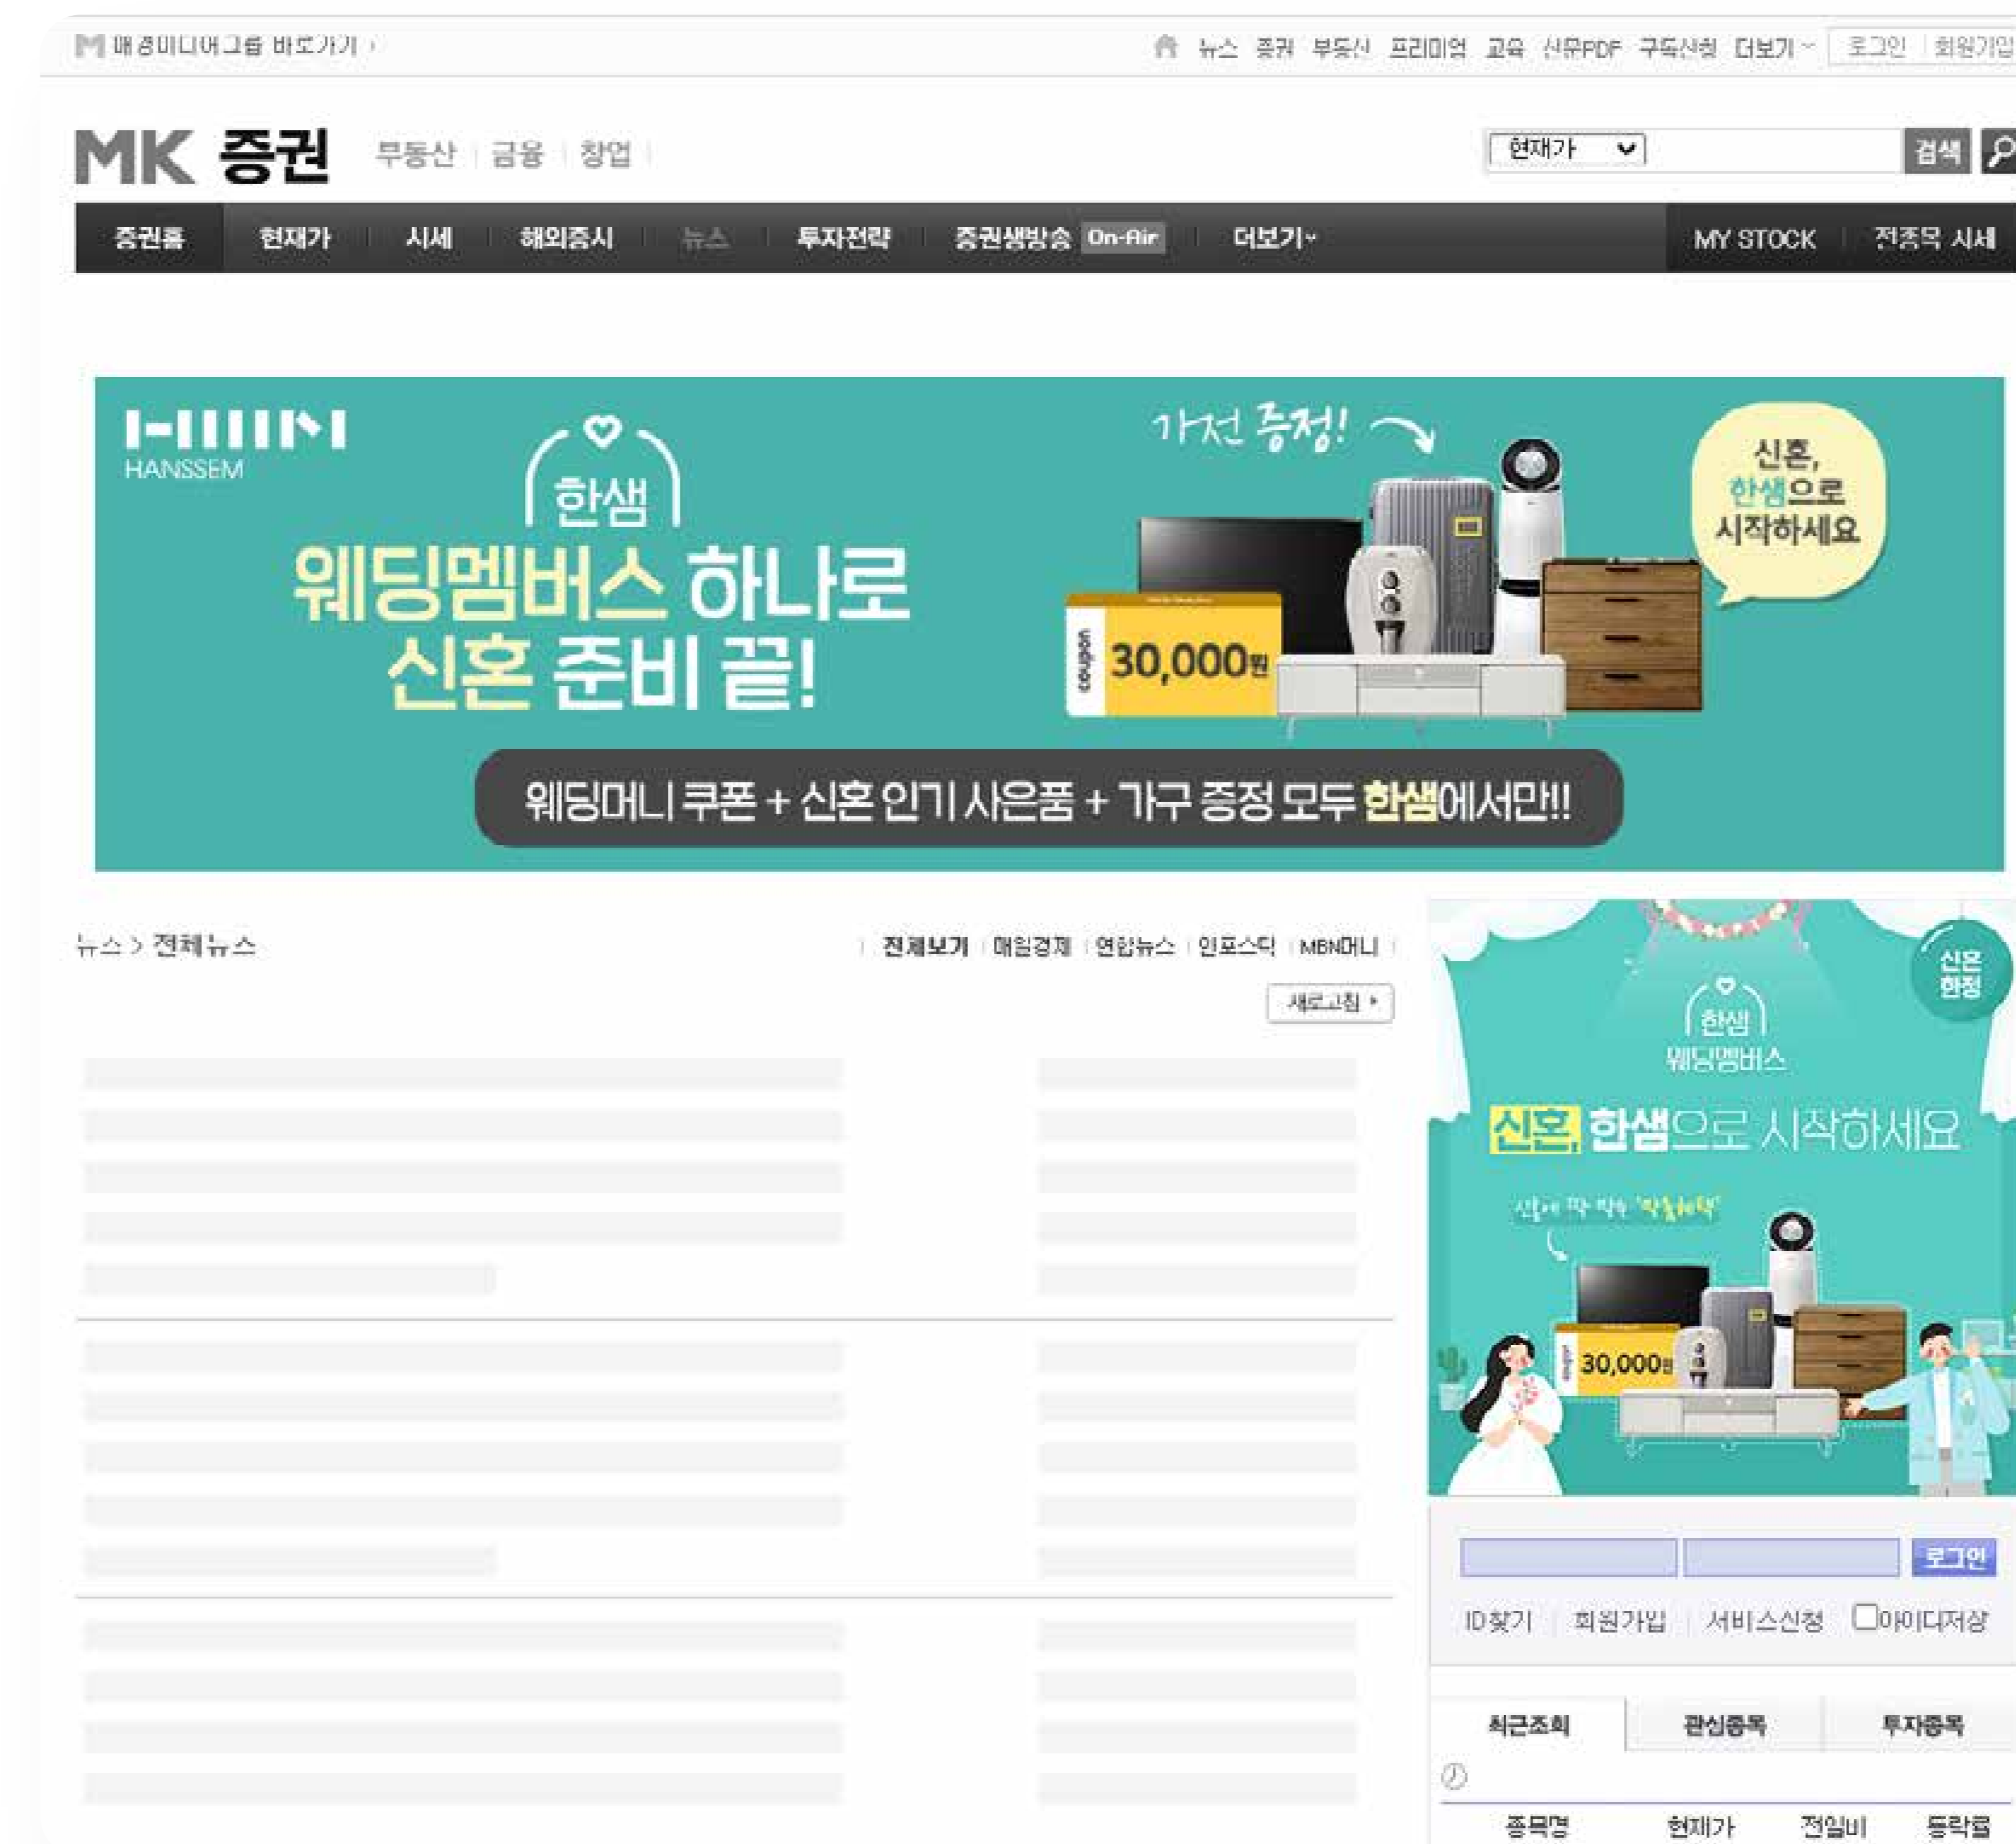 매경미디어그룹 바로가기 ›
뉴스 증권 부동산 프리미엄 교육 신문PDF 구독신청 더보기 로그인 회원가입
MK 증권 부동산 금융 창업
현재가 검색
증권홈 현재가 시세 해외증시 뉴스 투자전략 증권생방송 On-Air 더보기 MY STOCK 전종목 시세
HANSSEM
한샘
웨딩멤버스 하나로
신혼 준비 끝!
가전 증정!
신혼,
한샘으로
시작하세요
coupon 30,000원
웨딩머니 쿠폰 + 신혼 인기 사은품 + 가구 증정 모두 한샘에서만!!
뉴스 > 전체뉴스
전체보기 매일경제 연합뉴스 인포스탁 MBN머니
새로고침
신혼
한정
한샘
웨딩멤버스
신혼, 한샘으로 시작하세요
coupon 30,000원
로그인
ID찾기 회원가입 서비스신청 아이디저장
최근조회 관심종목 투자종목
종목명 현재가 전일비 등락률